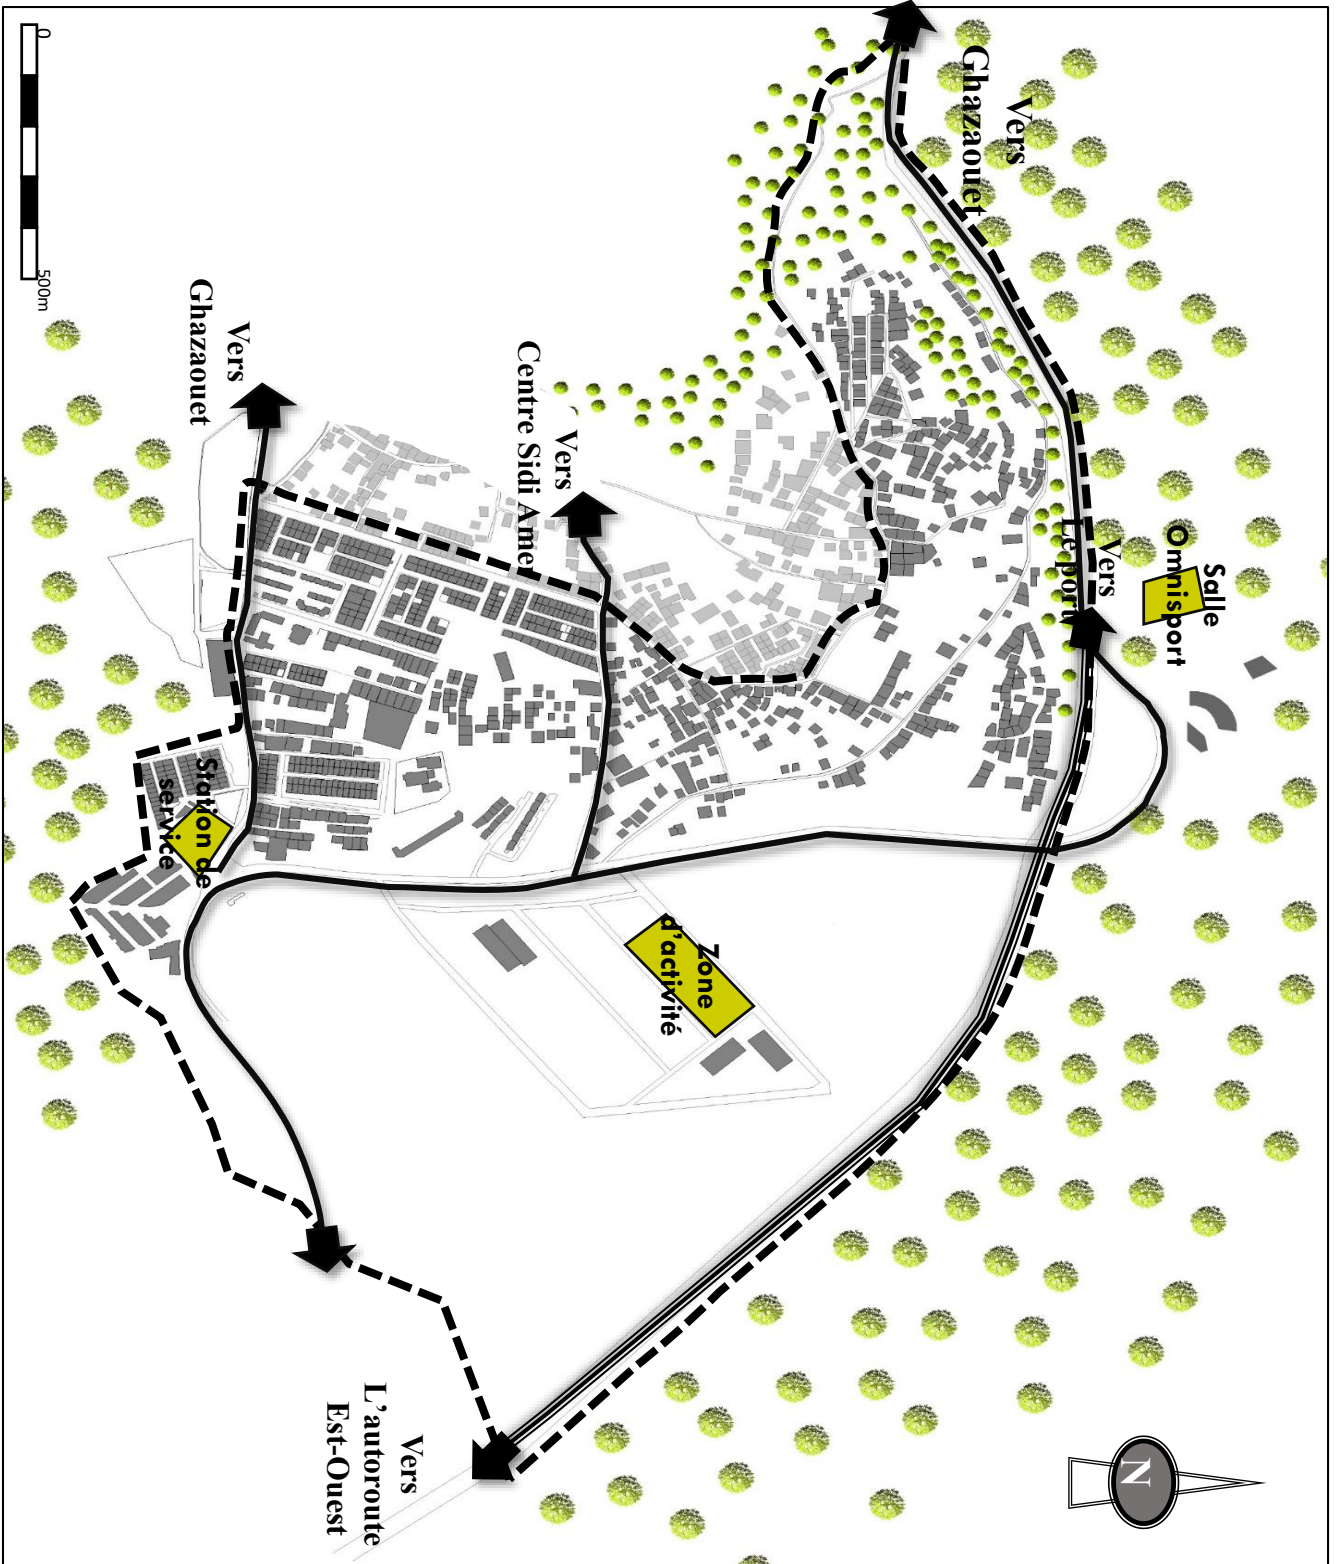 0
500m
Vers
Ghazaouet
Vers
Ghazaouet
Vers
Centre Sidi Amer
Vers
Le port
Salle
Omnisport
Station de
service
Zone
d'activité
Vers
L'autoroute
Est-Ouest
N